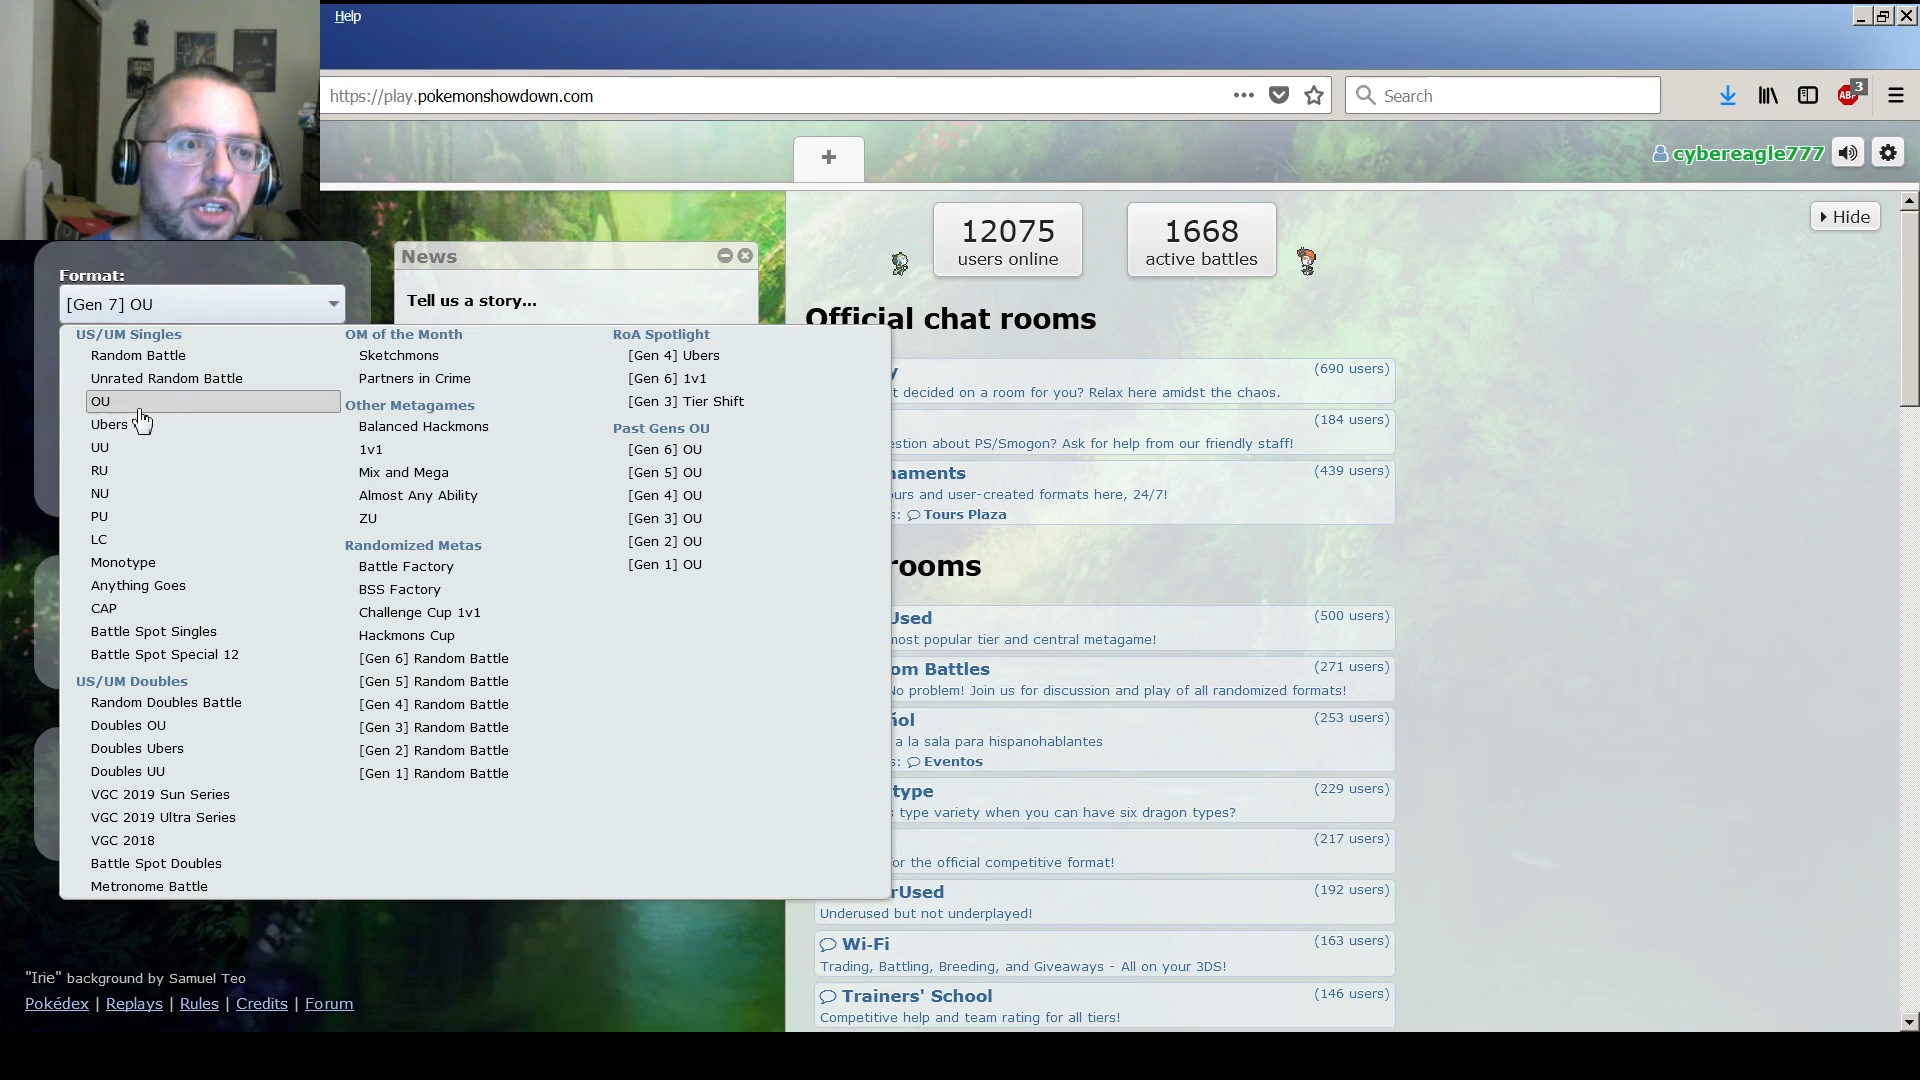 Help
https://play.pokemonshowdown.com
Search
3
ABP
+
cybereagle777
12075
users online
1668
active battles
Hide
Format:
[Gen 7] OU
News
Tell us a story...
US/UM Singles
Random Battle
Unrated Random Battle
OU
Ubers
UU
RU
NU
PU
LC
Monotype
Anything Goes
CAP
Battle Spot Singles
Battle Spot Special 12
US/UM Doubles
Random Doubles Battle
Doubles OU
Doubles Ubers
Doubles UU
VGC 2019 Sun Series
VGC 2019 Ultra Series
VGC 2018
Battle Spot Doubles
Metronome Battle
OM of the Month
Sketchmons
Partners in Crime
Other Metagames
Balanced Hackmons
1v1
Mix and Mega
Almost Any Ability
ZU
Randomized Metas
Battle Factory
BSS Factory
Challenge Cup 1v1
Hackmons Cup
[Gen 6] Random Battle
[Gen 5] Random Battle
[Gen 4] Random Battle
[Gen 3] Random Battle
[Gen 2] Random Battle
[Gen 1] Random Battle
RoA Spotlight
[Gen 4] Ubers
[Gen 6] 1v1
[Gen 3] Tier Shift
Past Gens OU
[Gen 6] OU
[Gen 5] OU
[Gen 4] OU
[Gen 3] OU
[Gen 2] OU
[Gen 1] OU
Official chat rooms
(690 users)
decided on a room for you? Relax here amidst the chaos.
(184 users)
about PS/Smogon? Ask for help from our friendly staff!
(439 users)
and user-created formats here, 24/7!
Tours Plaza
rooms
(500 users)
most popular tier and central metagame!
Battles (271 users)
No problem! Join us for discussion and play of all randomized formats!
(253 users)
a la sala para hispanohablantes
Eventos
(229 users)
type variety when you can have six dragon types?
(217 users)
for the official competitive format!
(192 users)
Underused but not underplayed!
Wi-Fi (163 users)
Trading, Battling, Breeding, and Giveaways - All on your 3DS!
Trainers' School (146 users)
Competitive help and team rating for all tiers!
"Irie" background by Samuel Teo
Pokédex | Replays | Rules | Credits | Forum